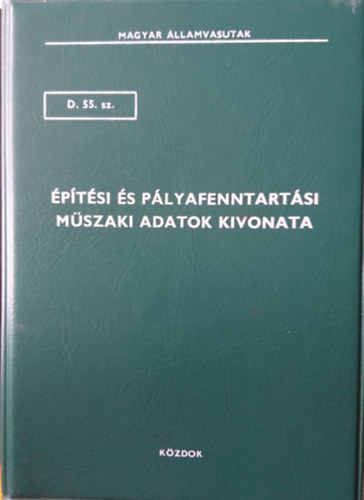 MAGYAR ÁLLAMVASUTAK
D. 55. sz.
ÉPÍTÉSI ÉS PÁLYAFENNTARTÁSI
MŰSZAKI ADATOK KIVONATA
KÖZDOK